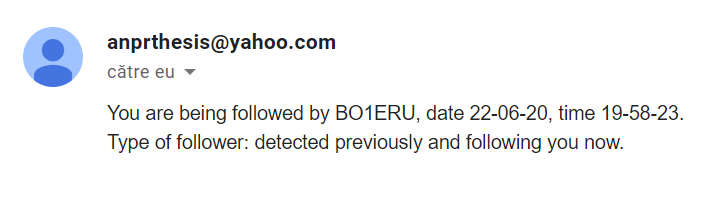 anprthesis@yahoo.com
către eu
You are being followed by BO1ERU, date 22-06-20, time 19-58-23.
Type of follower: detected previously and following you now.